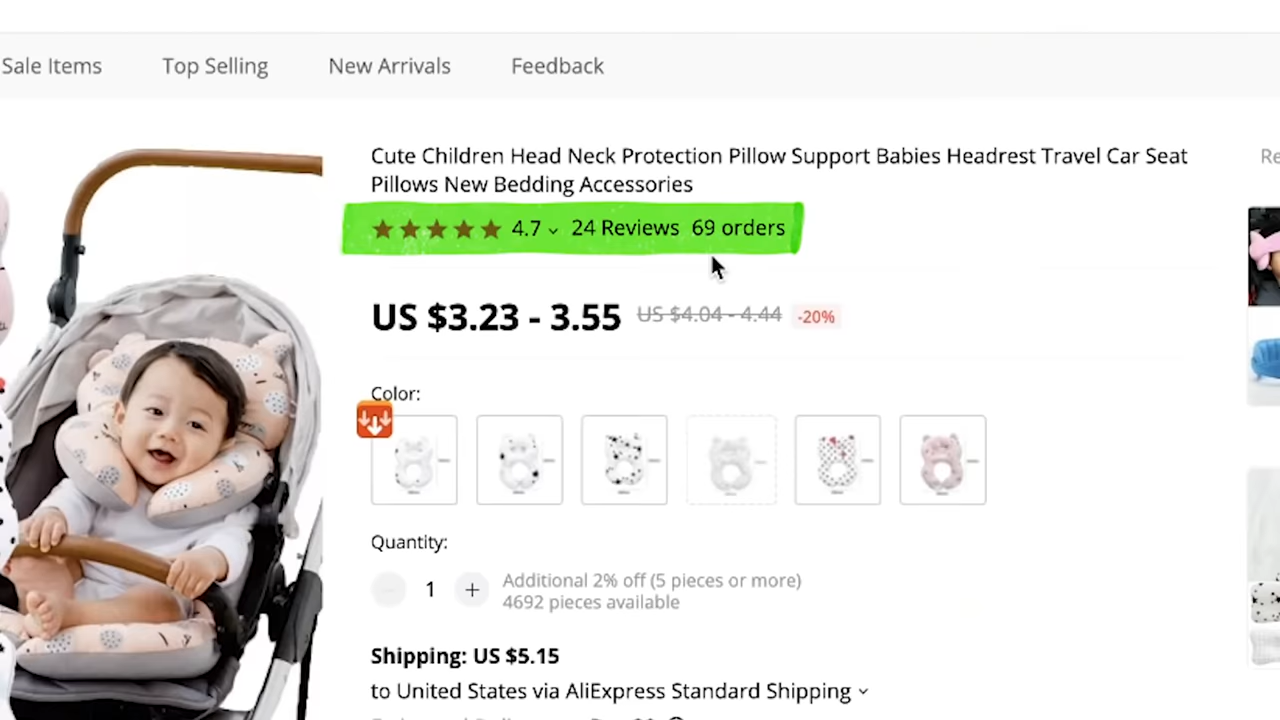 Sale Items Top Selling New Arrivals Feedback
Cute Children Head Neck Protection Pillow Support Babies Headrest Travel Car Seat
Pillows New Bedding Accessories
4.7 24 Reviews 69 orders
US $3.23 - 3.55 US $4.04 - 4.44 -20%
Color:
Quantity:
1 Additional 2% off (5 pieces or more)
4692 pieces available
Shipping: US $5.15
to United States via AliExpress Standard Shipping